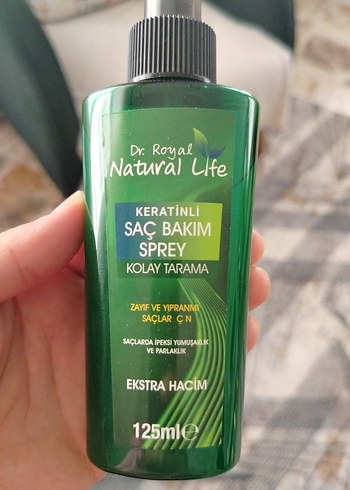 Dr. Royal
Natural Life
KERATİNLİ
SAÇ BAKIM
SPREY
KOLAY TARAMA
ZAYIF VE YIPRANMI
SAÇLAR Ç N
SAÇLARDA İPEKSİ YUMUŞAKLIK
VE PARLAKLIK
EKSTRA HACİM
125ml℮